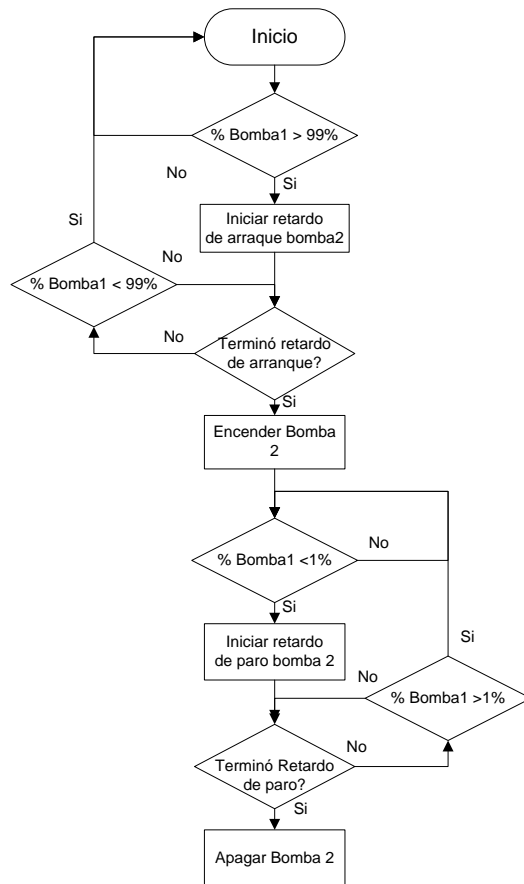 Inicio
% Bomba1 > 99%
No
Si
Si
Iniciar retardo
de arraque bomba2
No
% Bomba1 < 99%
No
Terminó retardo
de arranque?
Si
Encender Bomba
2
% Bomba1 <1%
No
Si
Iniciar retardo
de paro bomba 2
Si
No
% Bomba1 >1%
Terminó Retardo
de paro?
No
Si
Apagar Bomba 2